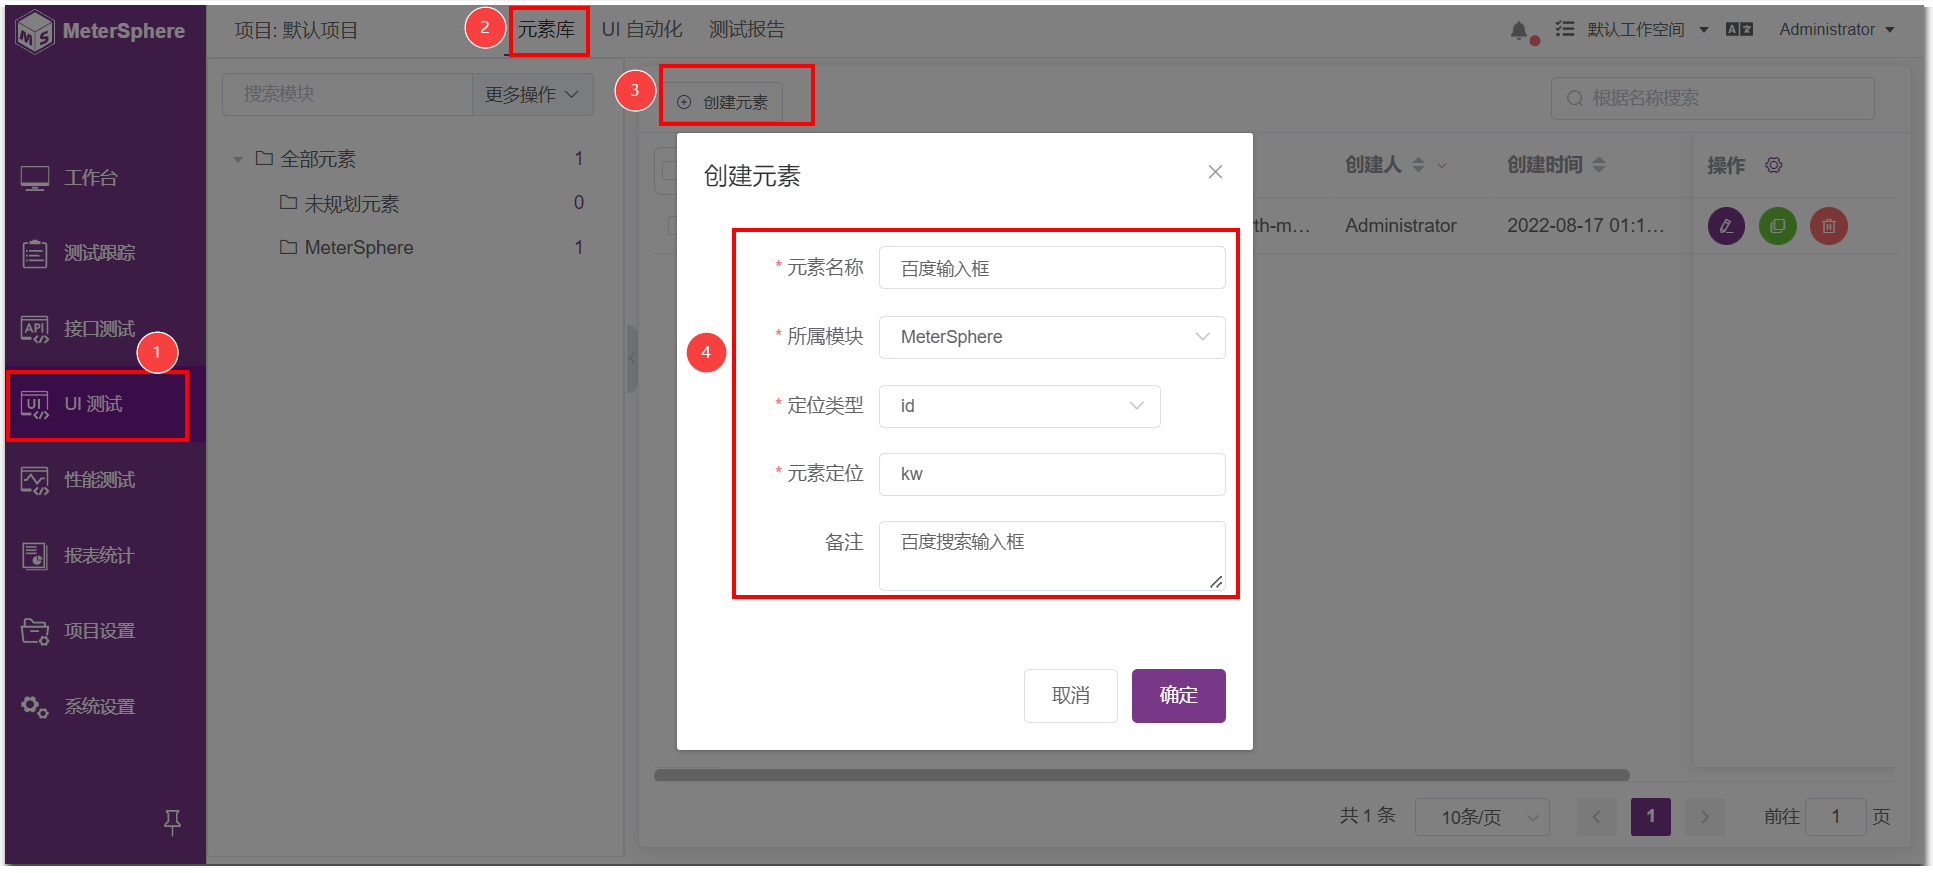 MeterSphere
项目: 默认项目
2
元素库
UI 自动化
测试报告
默认工作空间
Administrator
搜索模块
更多操作
3
创建元素
根据名称搜索
全部元素 1
未规划元素 0
MeterSphere 1
工作台
测试跟踪
API
接口测试
1
UI
UI 测试
性能测试
报表统计
项目设置
系统设置
创建人
创建时间
操作
th-m...
Administrator
2022-08-17 01:1...
创建元素
4
* 元素名称 百度输入框
* 所属模块 MeterSphere
* 定位类型 id
* 元素定位 kw
备注 百度搜索输入框
取消
确定
共 1 条
10条/页
1
前往 1 页